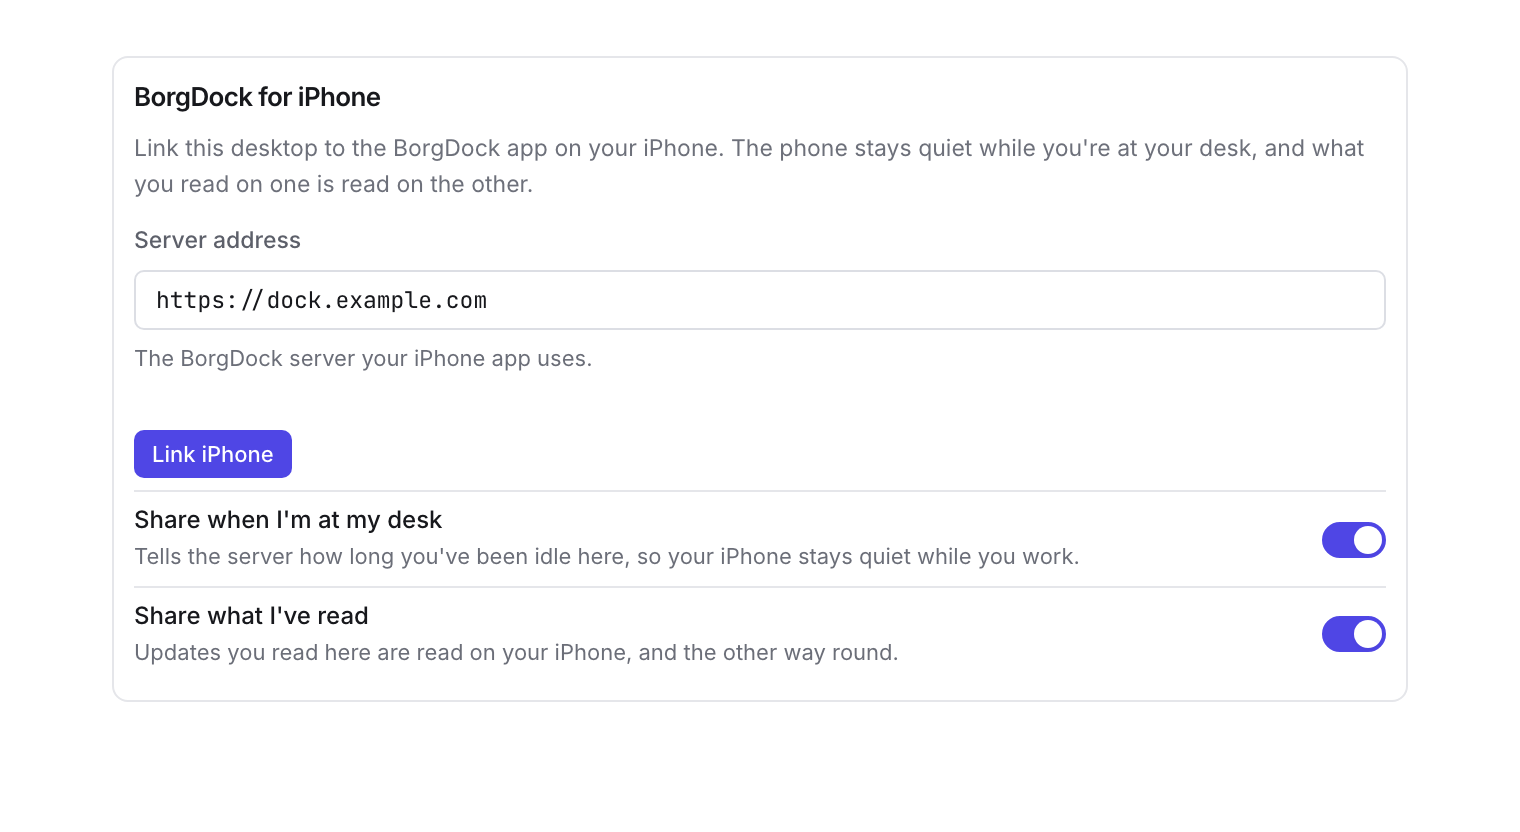 BorgDock for iPhone
Link this desktop to the BorgDock app on your iPhone. The phone stays quiet while you're at your desk, and what
you read on one is read on the other.
Server address
https://dock.example.com
The BorgDock server your iPhone app uses.
Link iPhone
Share when I'm at my desk
Tells the server how long you've been idle here, so your iPhone stays quiet while you work.
Share what I've read
Updates you read here are read on your iPhone, and the other way round.